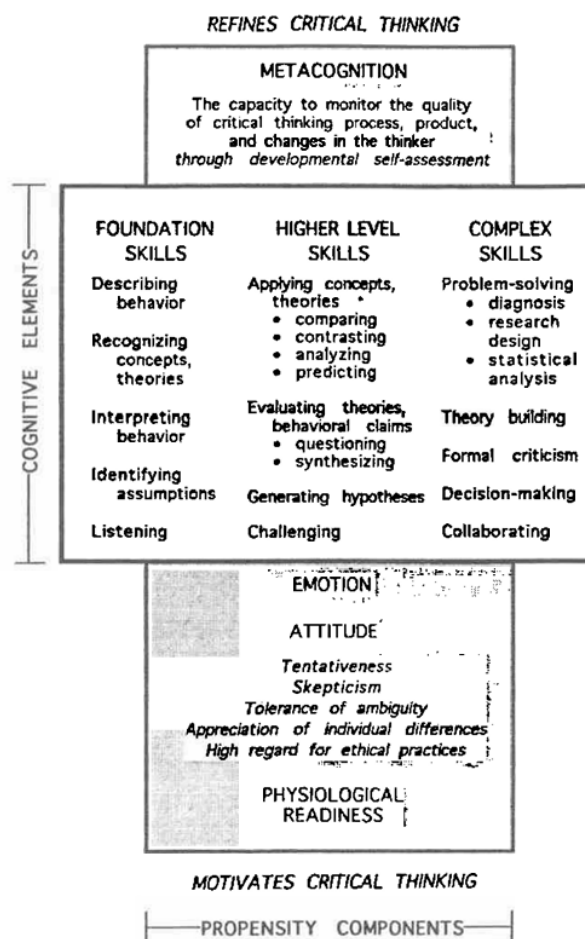 REFINES CRITICAL THINKING
METACOGNITION
The capacity to monitor the quality
of critical thinking process, product,
and changes in the thinker
through developmental self-assessment
COGNITIVE ELEMENTS
FOUNDATION
SKILLS
Describing
behavior
Recognizing
concepts,
theories
Interpreting
behavior
Identifying
assumptions
Listening
HIGHER LEVEL
SKILLS
Applying concepts,
theories
• comparing
• contrasting
• analyzing
• predicting
Evaluating theories,
behavioral claims
• questioning
• synthesizing
Generating hypotheses
Challenging
COMPLEX
SKILLS
Problem-solving
• diagnosis
• research
design
• statistical
analysis
Theory building
Formal criticism
Decision-making
Collaborating
EMOTION
ATTITUDE
Tentativeness
Skepticism
Tolerance of ambiguity
Appreciation of individual differences
High regard for ethical practices
PHYSIOLOGICAL
READINESS
MOTIVATES CRITICAL THINKING
PROPENSITY COMPONENTS